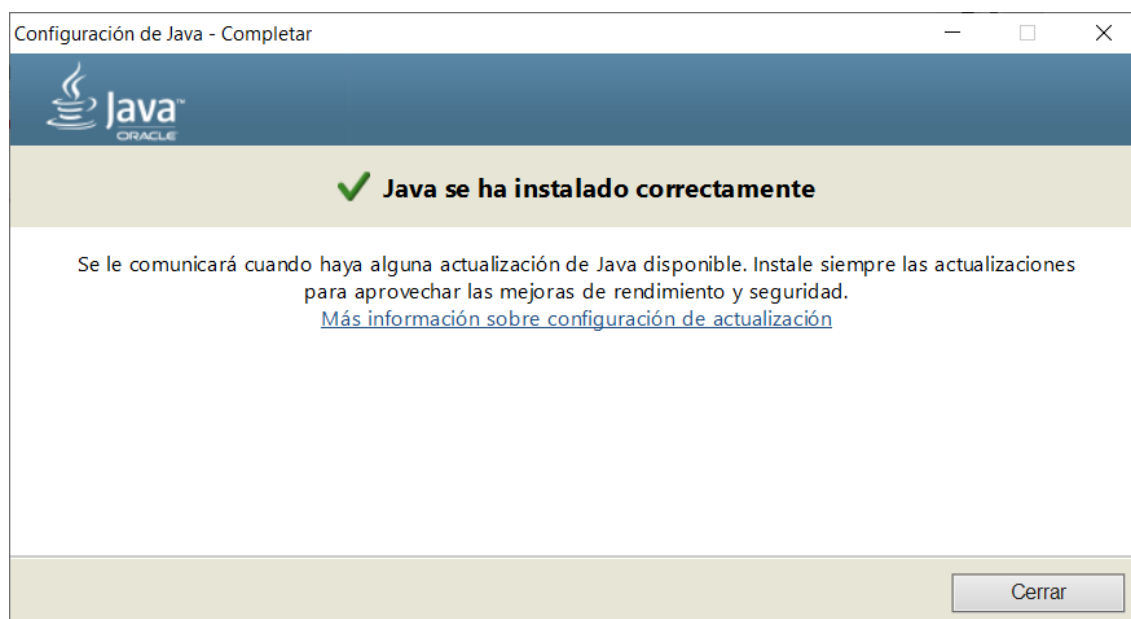 Configuración de Java - Completar
Java™
ORACLE
Java se ha instalado correctamente
Se le comunicará cuando haya alguna actualización de Java disponible. Instale siempre las actualizaciones
para aprovechar las mejoras de rendimiento y seguridad.
Más información sobre configuración de actualización
Cerrar